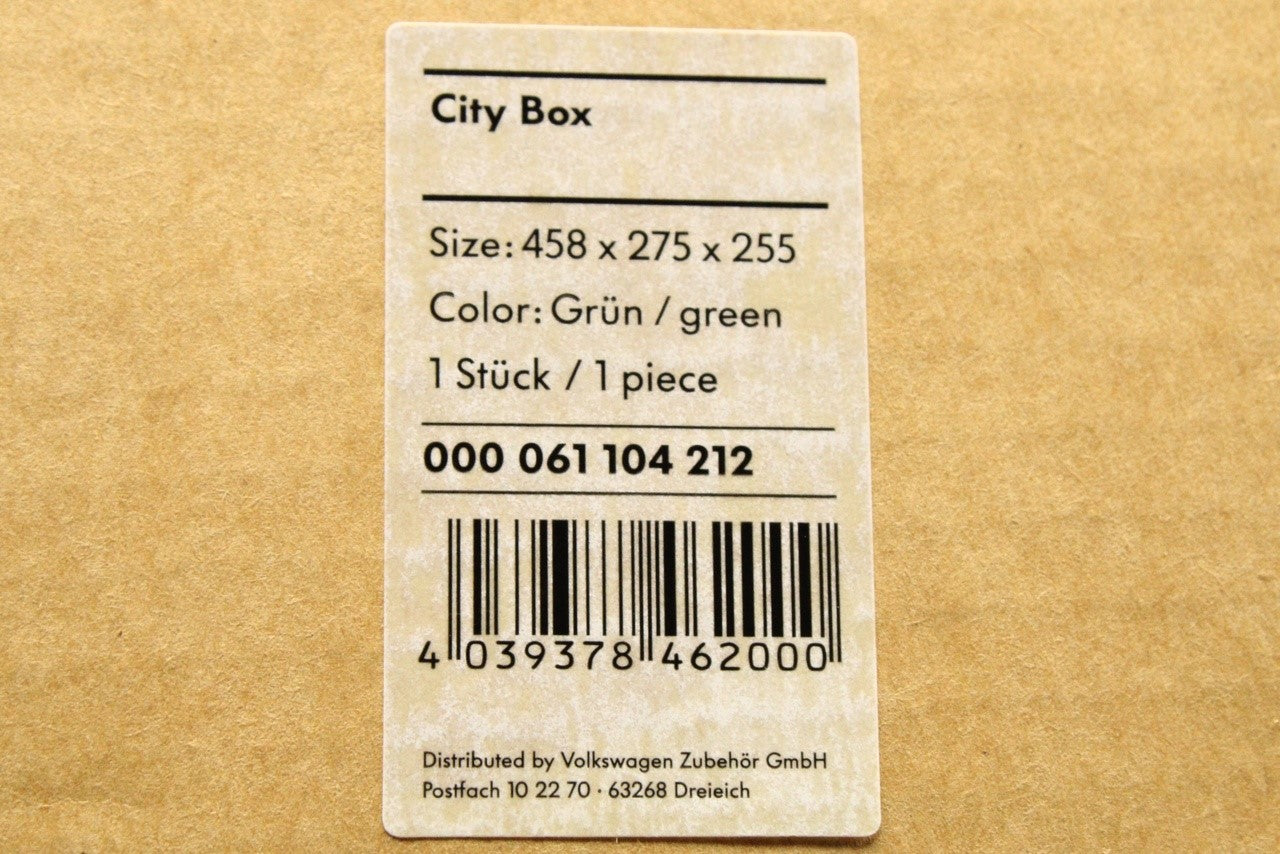 City Box
Size: 458 x 275 x 255
Color: Grün / green
1 Stück / 1 piece
000 061 104 212
4 039378 462000
Distributed by Volkswagen Zubehör GmbH
Postfach 10 22 70 · 63268 Dreieich